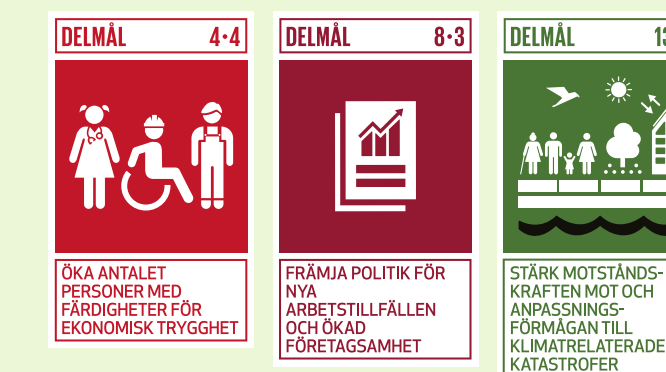 DELMÅL 4·4
ÖKA ANTALET
PERSONER MED
FÄRDIGHETER FÖR
EKONOMISK TRYGGHET
DELMÅL 8·3
FRÄMJA POLITIK FÖR
NYA
ARBETSTILLFÄLLEN
OCH ÖKAD
FÖRETAGSAMHET
DELMÅL 13
STÄRK MOTSTÅNDS-
KRAFTEN MOT OCH
ANPASSNINGS-
FÖRMÅGAN TILL
KLIMATRELATERADE
KATASTROFER